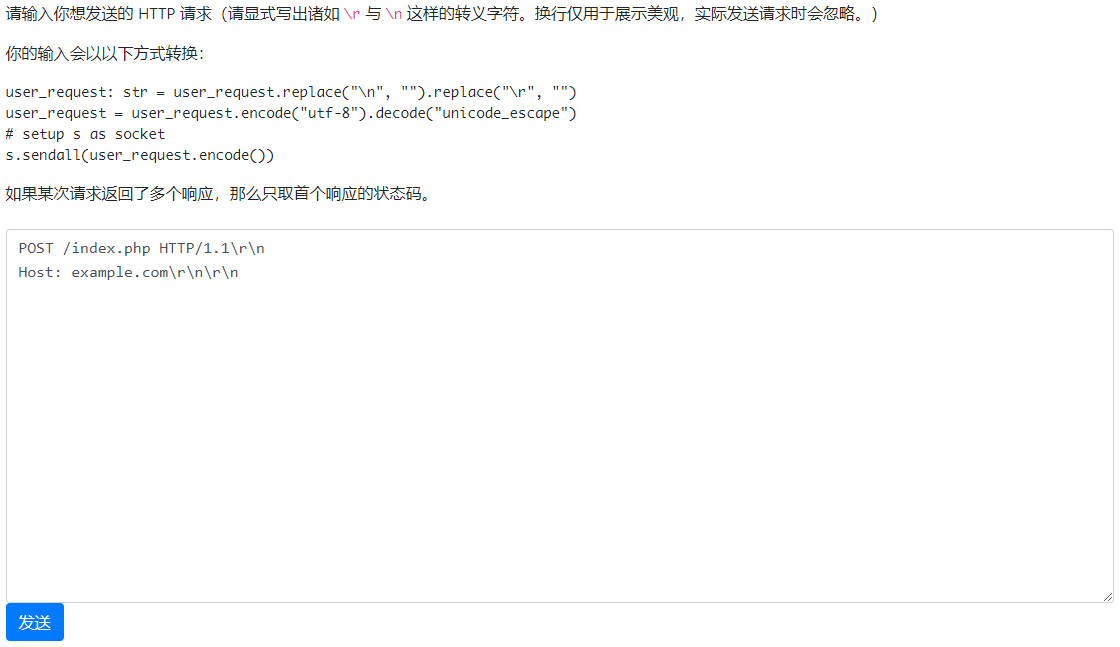 请输入你想发送的 HTTP 请求（请显式写出诸如 \r 与 \n 这样的转义字符。换行仅用于展示美观，实际发送请求时会忽略。）
你的输入会以以下方式转换：
user_request: str = user_request.replace("\n", "").replace("\r", "")
user_request = user_request.encode("utf-8").decode("unicode_escape")
# setup s as socket
s.sendall(user_request.encode())
如果某次请求返回了多个响应，那么只取首个响应的状态码。
POST /index.php HTTP/1.1\r\n
Host: example.com\r\n\r\n
发送